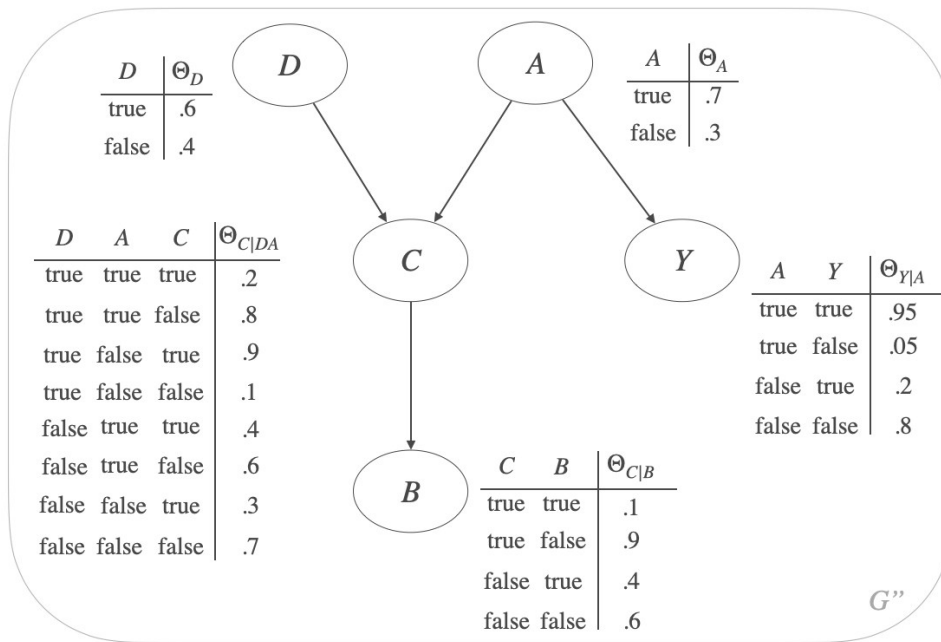 D A
D Θ_D
true .6
false .4
A Θ_A
true .7
false .3
C Y
D A C Θ_{C|DA}
true true true .2
true true false .8
true false true .9
true false false .1
false true true .4
false true false .6
false false true .3
false false false .7
A Y Θ_{Y|A}
true true .95
true false .05
false true .2
false false .8
B
C B Θ_{C|B}
true true .1
true false .9
false true .4
false false .6
G”